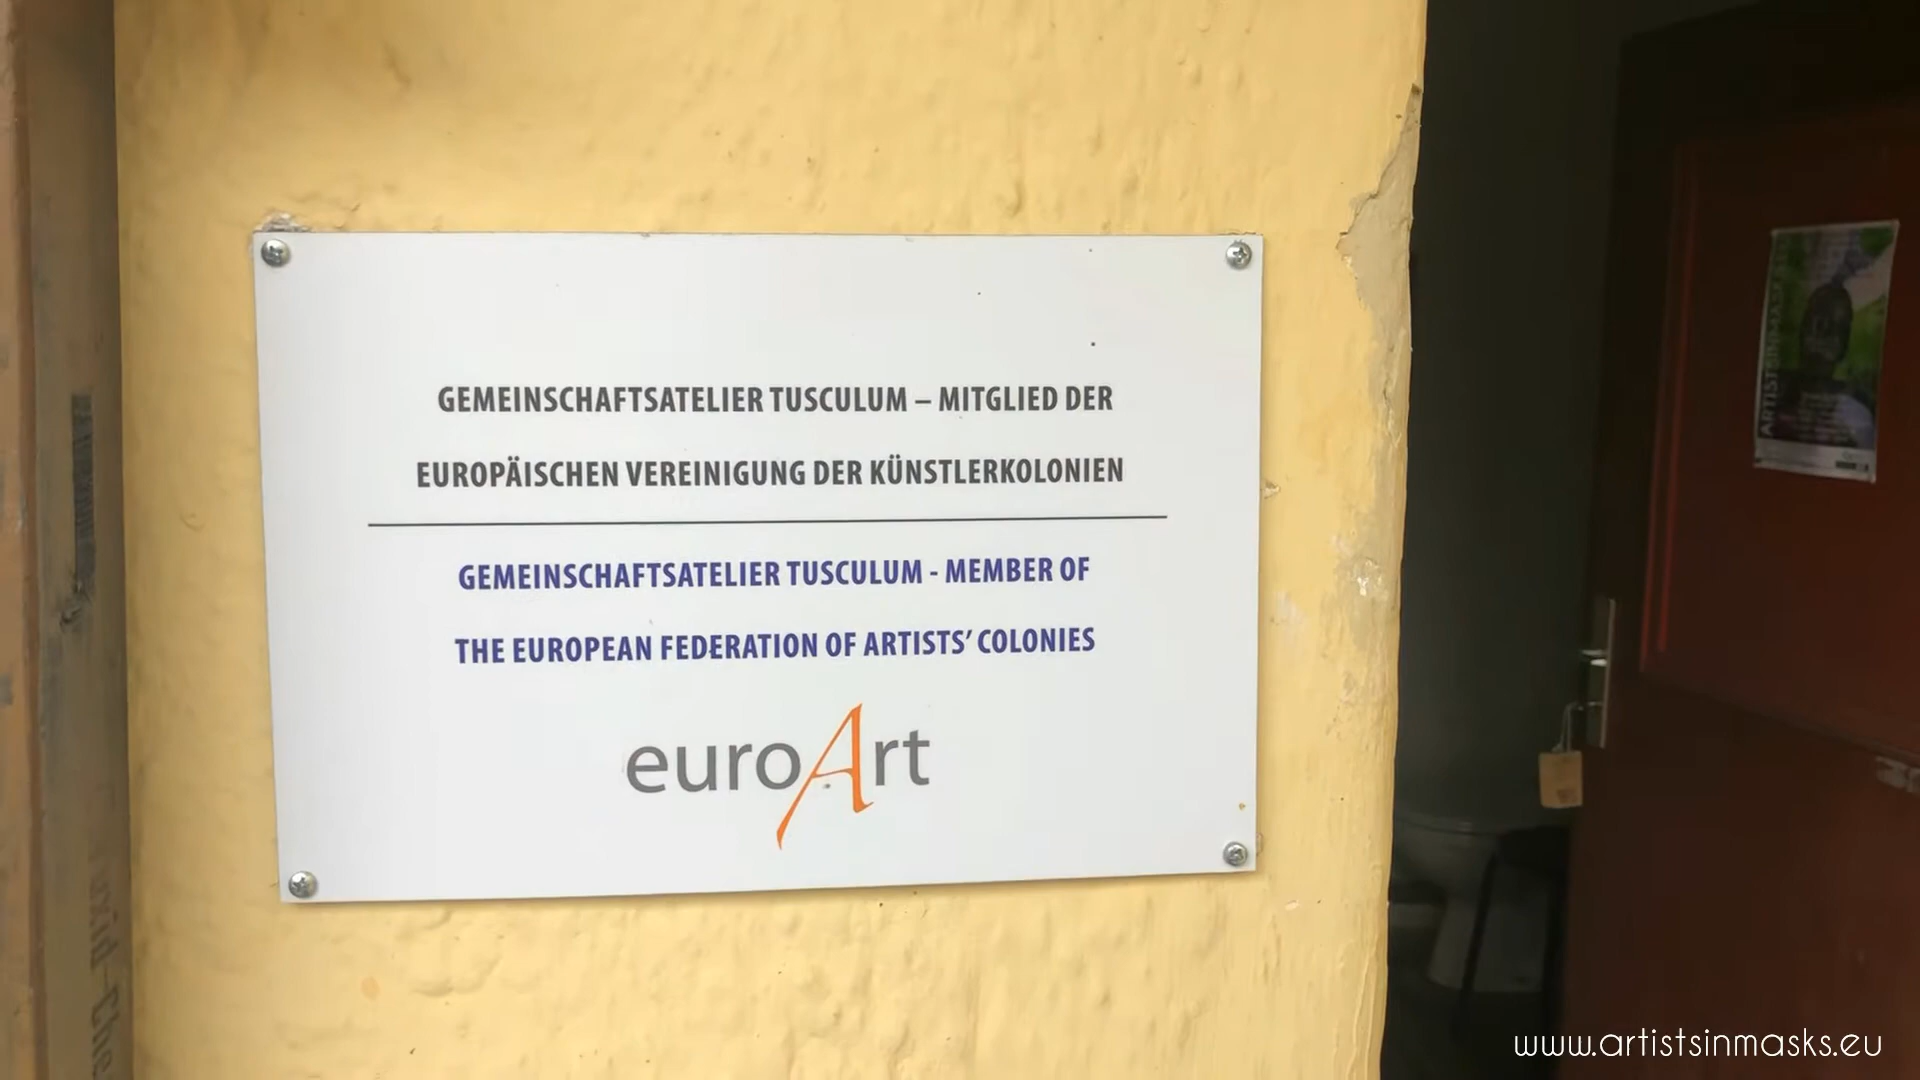 GEMEINSCHAFTSATELIER TUSCULUM – MITGLIED DER
EUROPÄISCHEN VEREINIGUNG DER KÜNSTLERKOLONIEN
GEMEINSCHAFTSATELIER TUSCULUM - MEMBER OF
THE EUROPEAN FEDERATION OF ARTISTS’ COLONIES
euroArt
ARTISTSINMASKS
www.artistsinmasks.eu